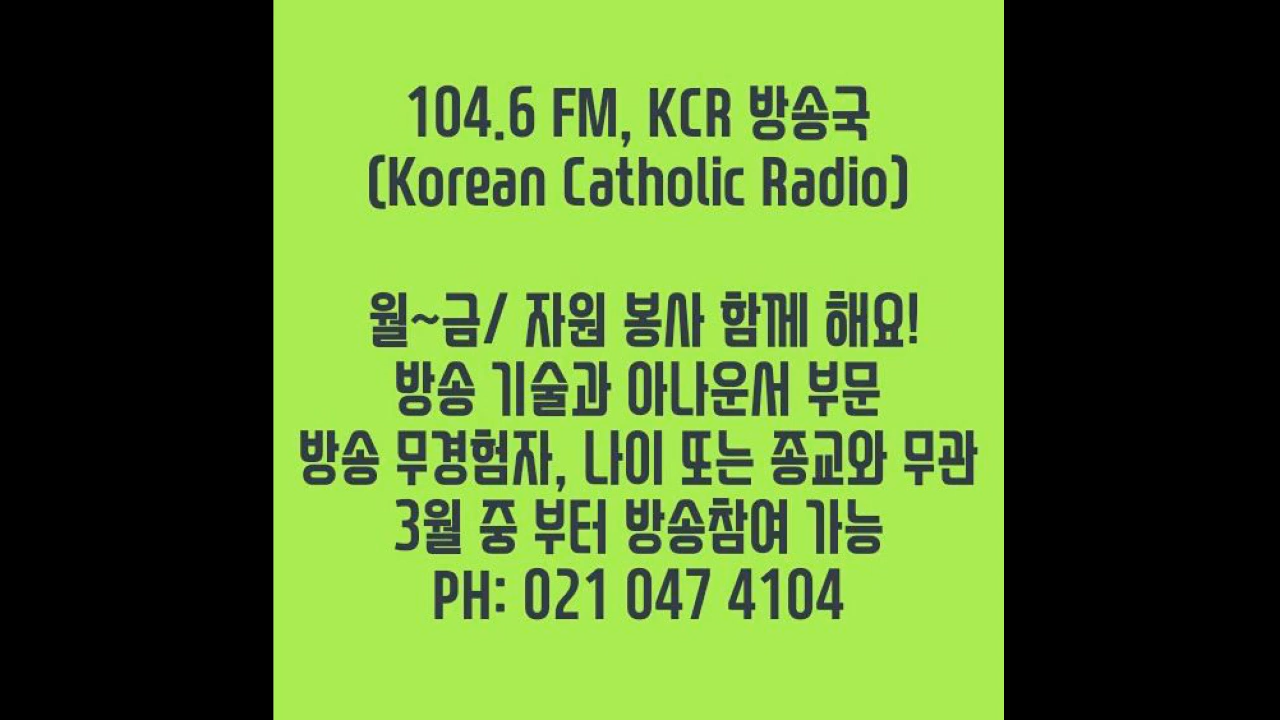 104.6 FM, KCR 방송국
(Korean Catholic Radio)
월~금/ 자원 봉사 함께 해요!
방송 기술과 아나운서 부문
방송 무경험자, 나이 또는 종교와 무관
3월 중 부터 방송참여 가능
PH: 021 047 4104